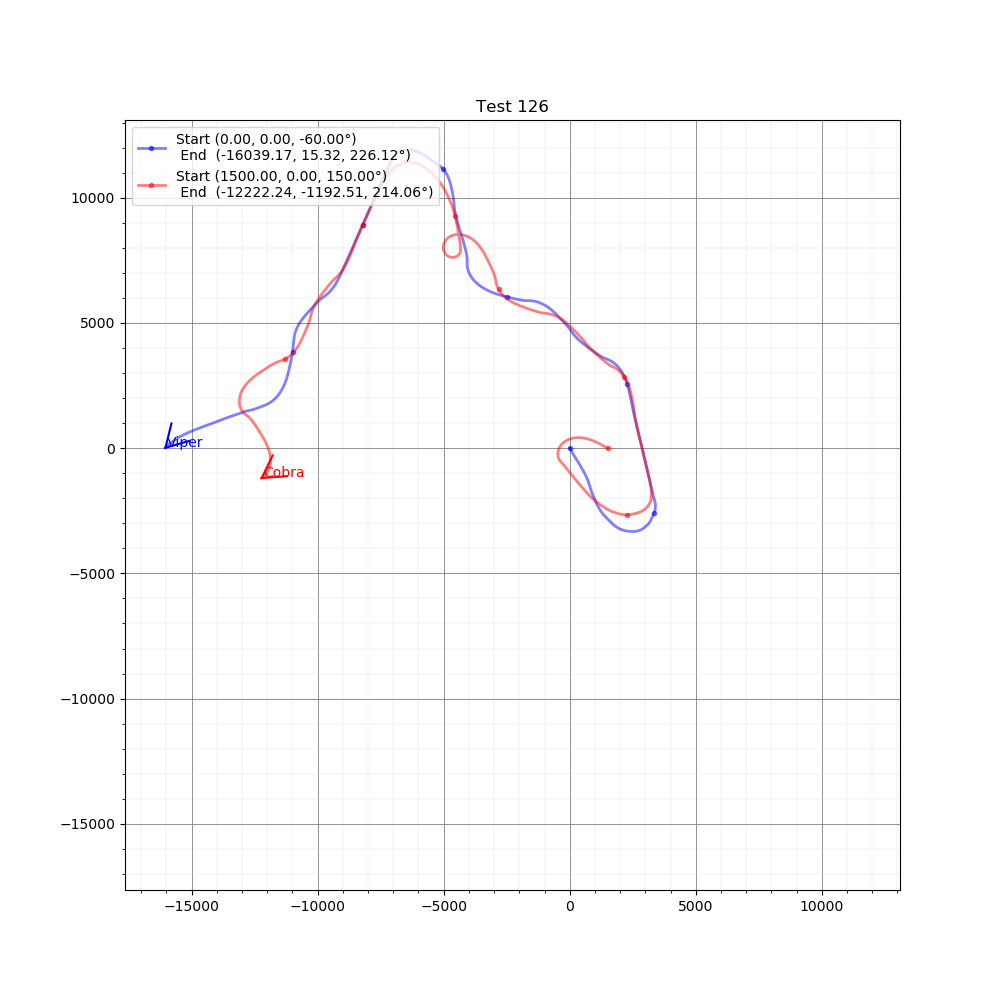 Test 126
Start (0.00, 0.00, -60.00°)
End (-16039.17, 15.32, 226.12°)
Start (1500.00, 0.00, 150.00°)
End (-12222.24, -1192.51, 214.06°)
10000
5000
0
−5000
−10000
−15000
Viper
Cobra
−15000 −10000 −5000 0 5000 10000